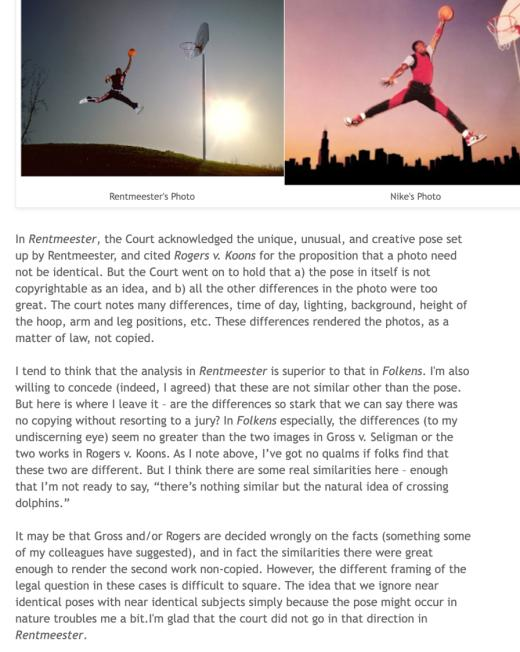 Rentmeester's Photo
Nike's Photo
In Rentmeester, the Court acknowledged the unique, unusual, and creative pose set
up by Rentmeester, and cited Rogers v. Koons for the proposition that a photo need
not be identical. But the Court went on to hold that a) the pose in itself is not
copyrightable as an idea, and b) all the other differences in the photo were too
great. The court notes many differences, time of day, lighting, background, height of
the hoop, arm and leg positions, etc. These differences rendered the photos, as a
matter of law, not copied.
I tend to think that the analysis in Rentmeester is superior to that in Folkens. I'm also
willing to concede (indeed, I agreed) that these are not similar other than the pose.
But here is where I leave it - are the differences so stark that we can say there was
no copying without resorting to a jury? In Folkens especially, the differences (to my
undiscerning eye) seem no greater than the two images in Gross v. Seligman or the
two works in Rogers v. Koons. As I note above, I've got no qualms if folks find that
these two are different. But I think there are some real similarities here - enough
that I'm not ready to say, “there's nothing similar but the natural idea of crossing
dolphins.”
It may be that Gross and/or Rogers are decided wrongly on the facts (something some
of my colleagues have suggested), and in fact the similarities there were great
enough to render the second work non-copied. However, the different framing of the
legal question in these cases is difficult to square. The idea that we ignore near
identical poses with near identical subjects simply because the pose might occur in
nature troubles me a bit.I'm glad that the court did not go in that direction in
Rentmeester.